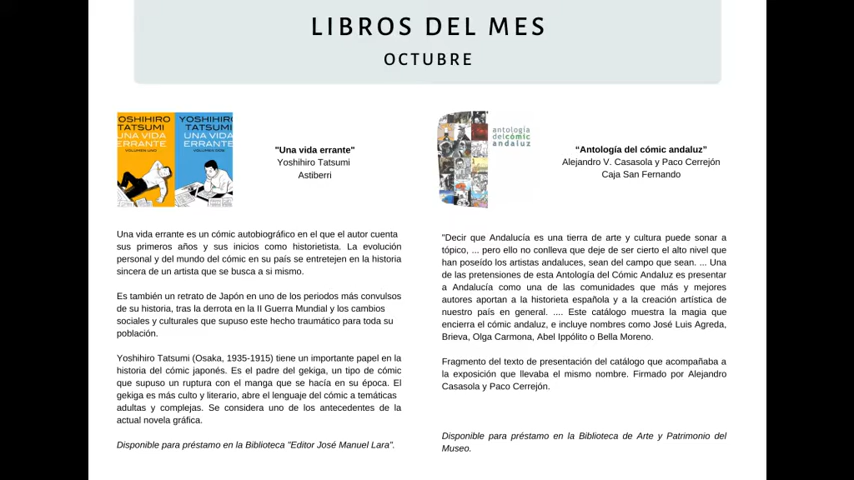 LIBROS DEL MES
OCTUBRE
YOSHIHIRO
TATSUMI
UNA VIDA
ERRANTE
YOSHIHIRO
TATSUMI
UNA VIDA
ERRANTE
"Una vida errante"
Yoshihiro Tatsumi
Astiberri
Una vida errante es un cómic autobiográfico en el que el autor cuenta
sus primeros años y sus inicios como historietista. La evolución
personal y del mundo del cómic en su país se entretejen en la historia
sincera de un artista que se busca a si mismo.
Es también un retrato de Japón en uno de los periodos más convulsos
de su historia, tras la derrota en la II Guerra Mundial y los cambios
sociales y culturales que supuso este hecho traumático para toda su
población.
Yoshihiro Tatsumi (Osaka, 1935-1915) tiene un importante papel en la
historia del cómic japonés. Es el padre del gekiga, un tipo de cómic
que supuso un ruptura con el manga que se hacía en su época. El
gekiga es más culto y literario, abre el lenguaje del cómic a temáticas
adultas y complejas. Se considera uno de los antecedentes de la
actual novela gráfica.
Disponible para préstamo en la Biblioteca "Editor José Manuel Lara".
antología
delcómic
andaluz
“Antología del cómic andaluz”
Alejandro V. Casasola y Paco Cerrejón
Caja San Fernando
"Decir que Andalucía es una tierra de arte y cultura puede sonar a
tópico, ... pero ello no conlleva que deje de ser cierto el alto nivel que
han poseído los artistas andaluces, sean del campo que sean. ... Una
de las pretensiones de esta Antología del Cómic Andaluz es presentar
a Andalucía como una de las comunidades que más y mejores
autores aportan a la historieta española y a la creación artística de
nuestro país en general. .... Este catálogo muestra la magia que
encierra el cómic andaluz, e incluye nombres como José Luis Agreda,
Brieva, Olga Carmona, Abel Ippólito o Bella Moreno.
Fragmento del texto de presentación del catálogo que acompañaba a
la exposición que llevaba el mismo nombre. Firmado por Alejandro
Casasola y Paco Cerrejón.
Disponible para préstamo en la Biblioteca de Arte y Patrimonio del
Museo.